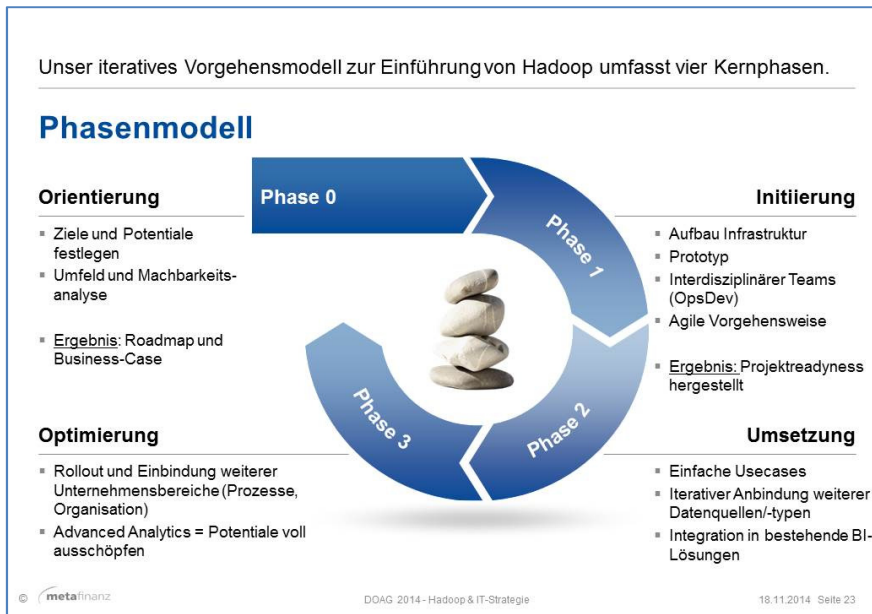 Unser iteratives Vorgehensmodell zur Einführung von Hadoop umfasst vier Kernphasen.
Phasenmodell
Orientierung
▪ Ziele und Potentiale
festlegen
▪ Umfeld und Machbarkeits-
analyse
▪ Ergebnis: Roadmap und
Business-Case
Phase 0
Phase 1
Phase 2
Phase 3
Initiierung
▪ Aufbau Infrastruktur
▪ Prototyp
▪ Interdisziplinärer Teams
(OpsDev)
▪ Agile Vorgehensweise
▪ Ergebnis: Projektreadyness
hergestellt
Optimierung
▪ Rollout und Einbindung weiterer
Unternehmensbereiche (Prozesse,
Organisation)
▪ Advanced Analytics = Potentiale voll
ausschöpfen
Umsetzung
▪ Einfache Usecases
▪ Iterativer Anbindung weiterer
Datenquellen/-typen
▪ Integration in bestehende BI-
Lösungen
© metafinanz
DOAG 2014 - Hadoop & IT-Strategie
18.11.2014 Seite 23